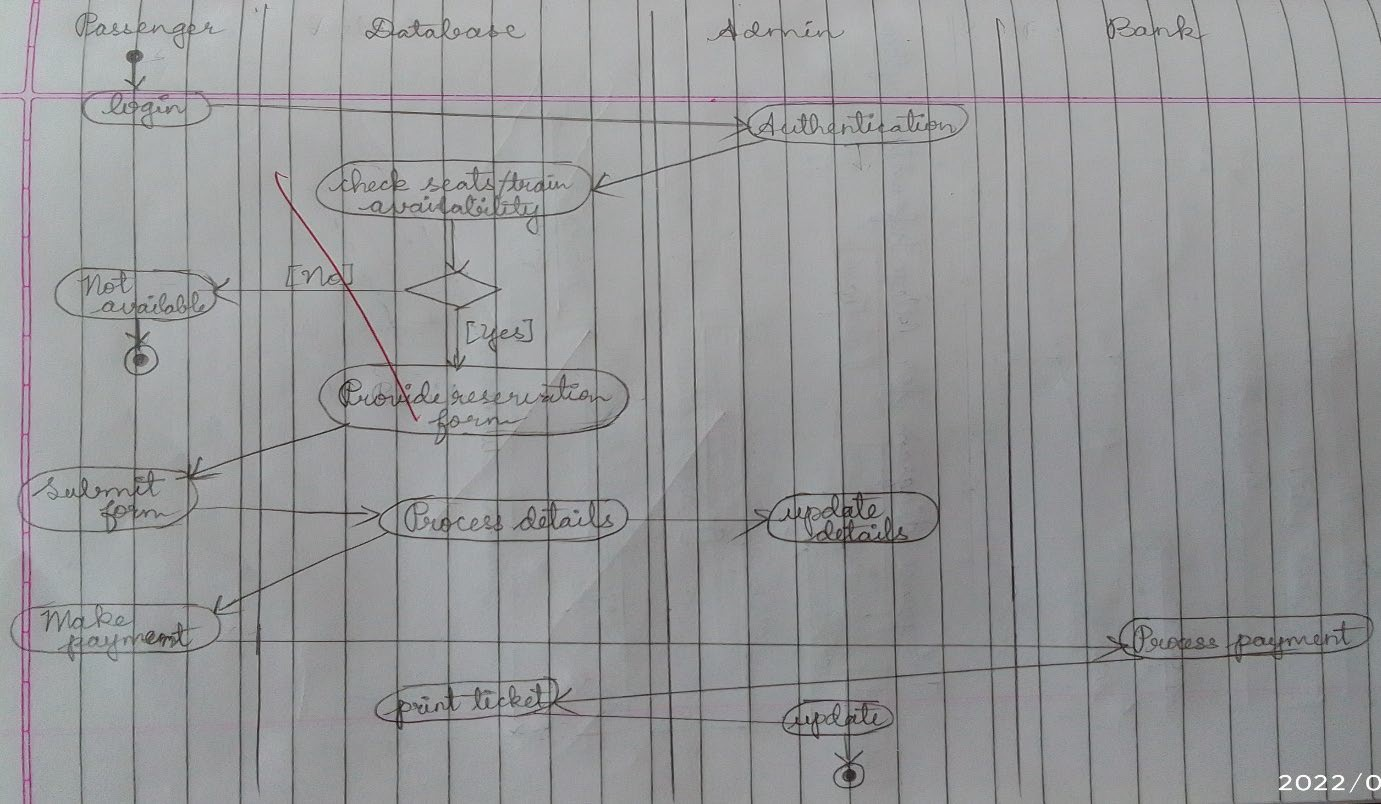 Passenger Database Admin Bank
login
Authentication
Check seats/train
availability
[No]
Not
available
[Yes]
Provide reservation
form
Submit
form
Process details
update
details
Make
payment
Process payment
print ticket
update
2022/0